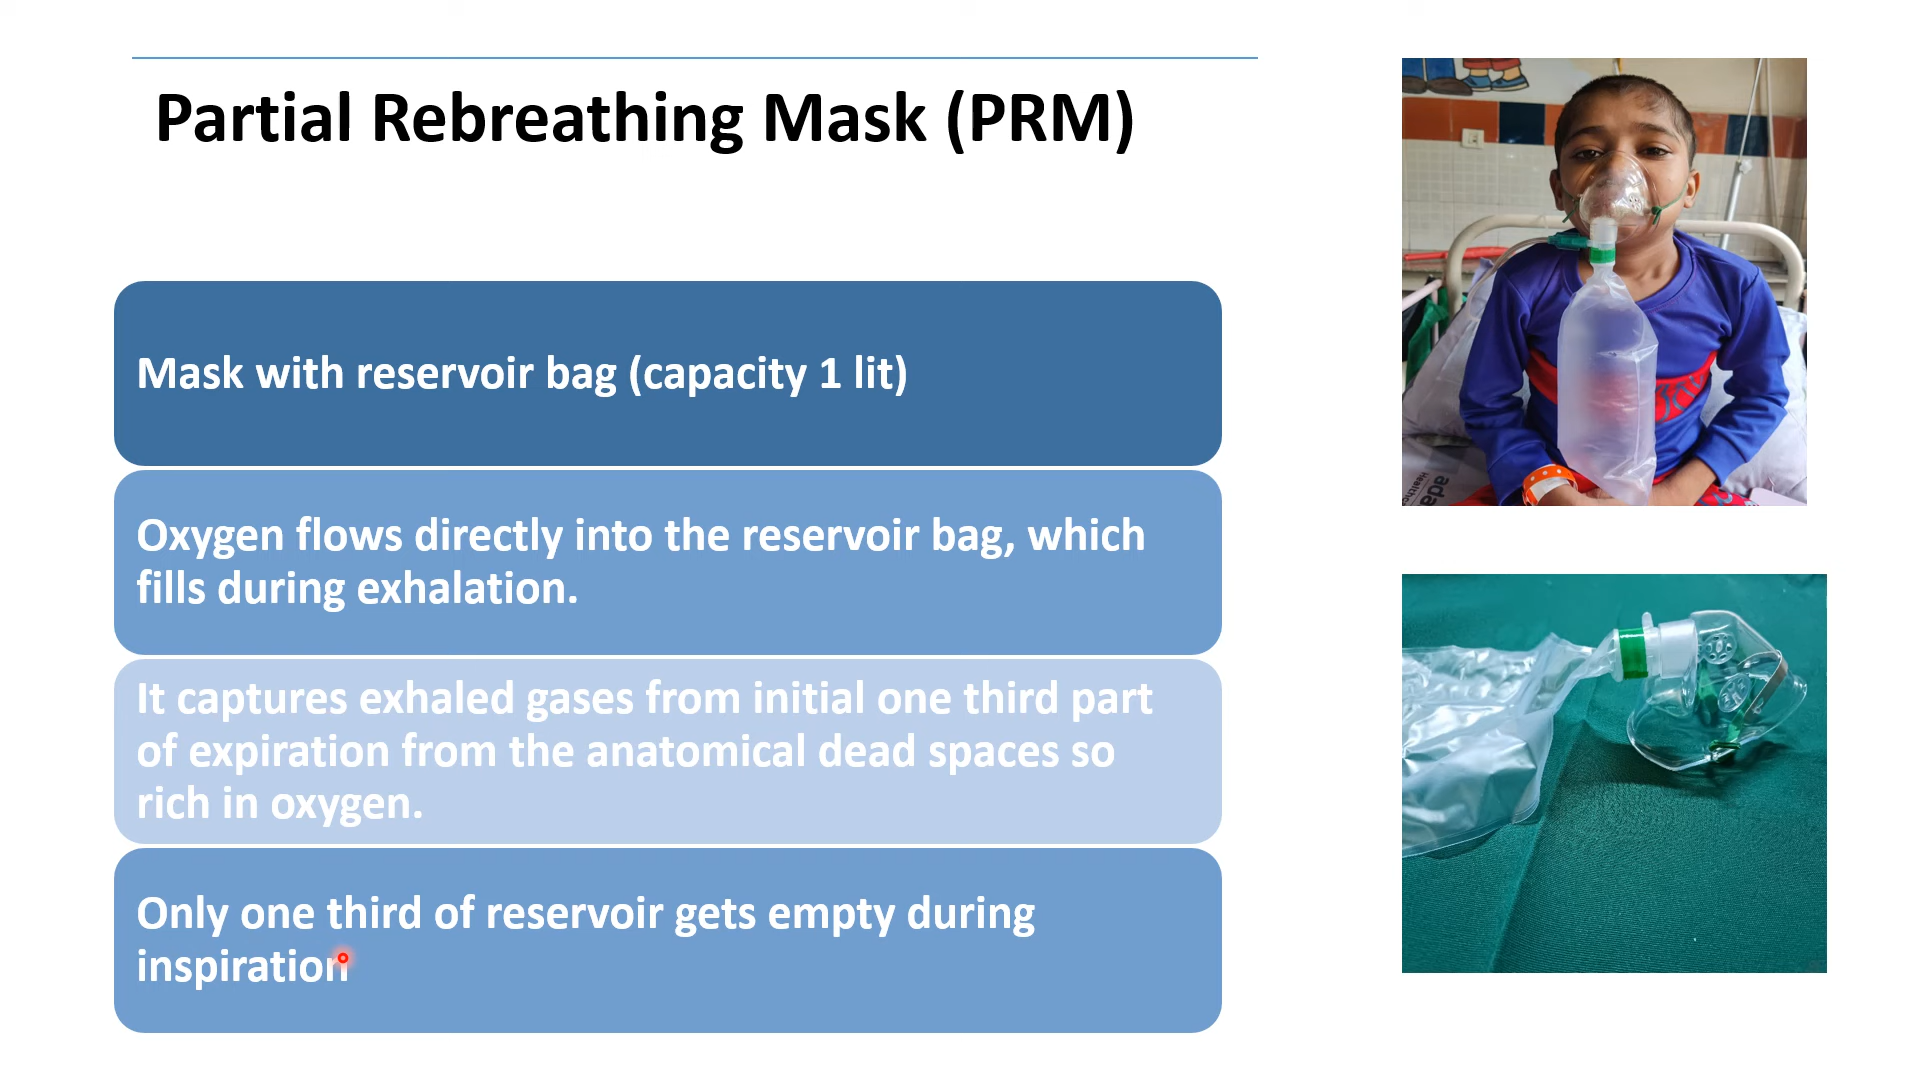 Partial Rebreathing Mask (PRM)
Mask with reservoir bag (capacity 1 lit)
Oxygen flows directly into the reservoir bag, which
fills during exhalation.
It captures exhaled gases from initial one third part
of expiration from the anatomical dead spaces so
rich in oxygen.
Only one third of reservoir gets empty during
inspiration